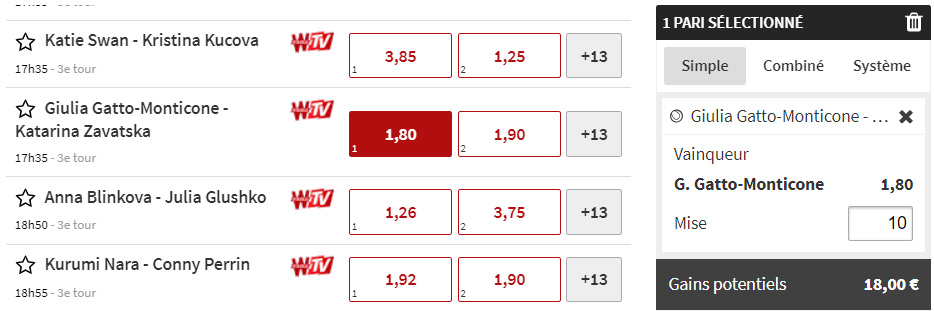 - 3e tour
Katie Swan - Kristina Kucova
WTV
3,85
1
1,25
2
+13
17h35 - 3e tour
Giulia Gatto-Monticone -
Katarina Zavatska
WTV
1,80
1
1,90
2
+13
17h35 - 3e tour
Anna Blinkova - Julia Glushko
WTV
1,26
1
3,75
2
+13
18h50 - 3e tour
Kurumi Nara - Conny Perrin
WTV
1,92
1
1,90
2
+13
18h55 - 3e tour
1 PARI SÉLECTIONNÉ
Simple Combiné Système
Giulia Gatto-Monticone - ...
Vainqueur
G. Gatto-Monticone 1,80
Mise 10
Gains potentiels 18,00 €